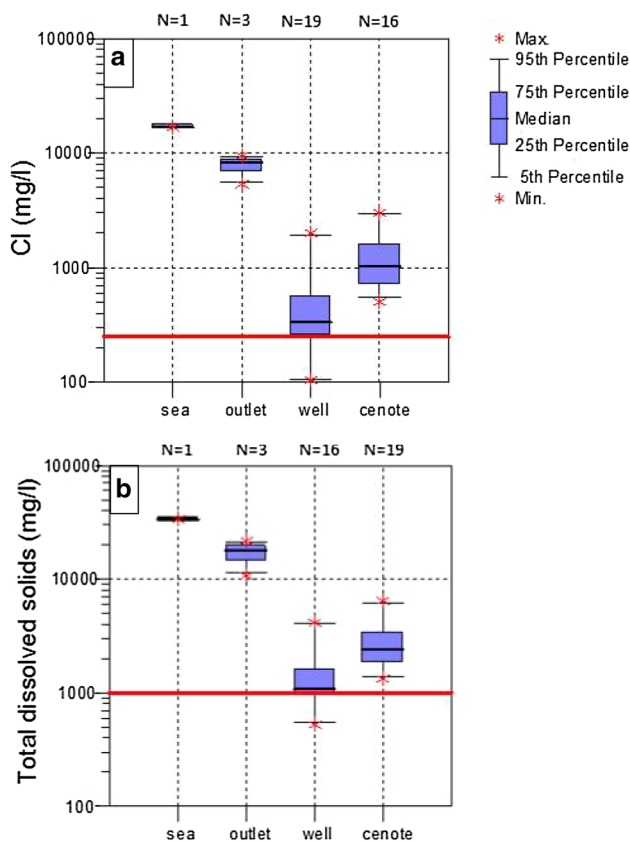 N=1 N=3 N=19 N=16
a
100000
10000
1000
100
Cl (mg/l)
sea outlet well cenote
Max.
95th Percentile
75th Percentile
Median
25th Percentile
5th Percentile
Min.
N=1 N=3 N=16 N=19
b
100000
10000
1000
100
Total dissolved solids (mg/l)
sea outlet well cenote